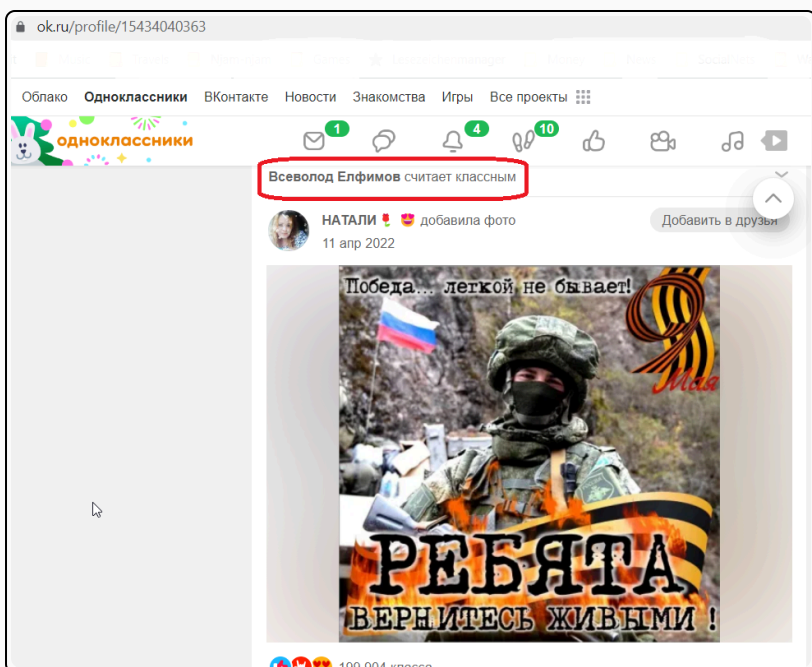 ok.ru/profile/15434040363
Облако Одноклассники ВКонтакте Новости Знакомства Игры Все проекты
одноклассники 1 4 10
Всеволод Елфимов считает классным
НАТАЛИ добавила фото Добавить в друзья
11 апр 2022
Победа... легкой не бывает!
9
Мая
РЕБЯТА
ВЕРНИТЕСЬ ЖИВЫМИ !